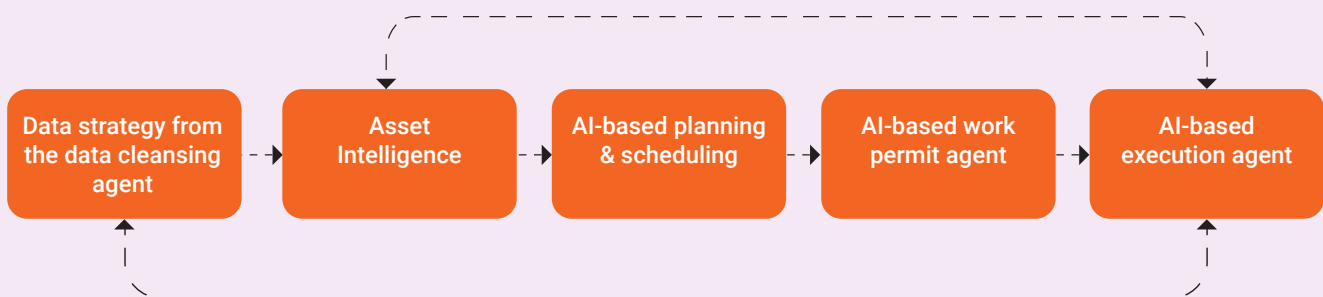 Data strategy from
the data cleansing
agent
Asset
Intelligence
AI-based planning
& scheduling
AI-based work
permit agent
AI-based
execution agent